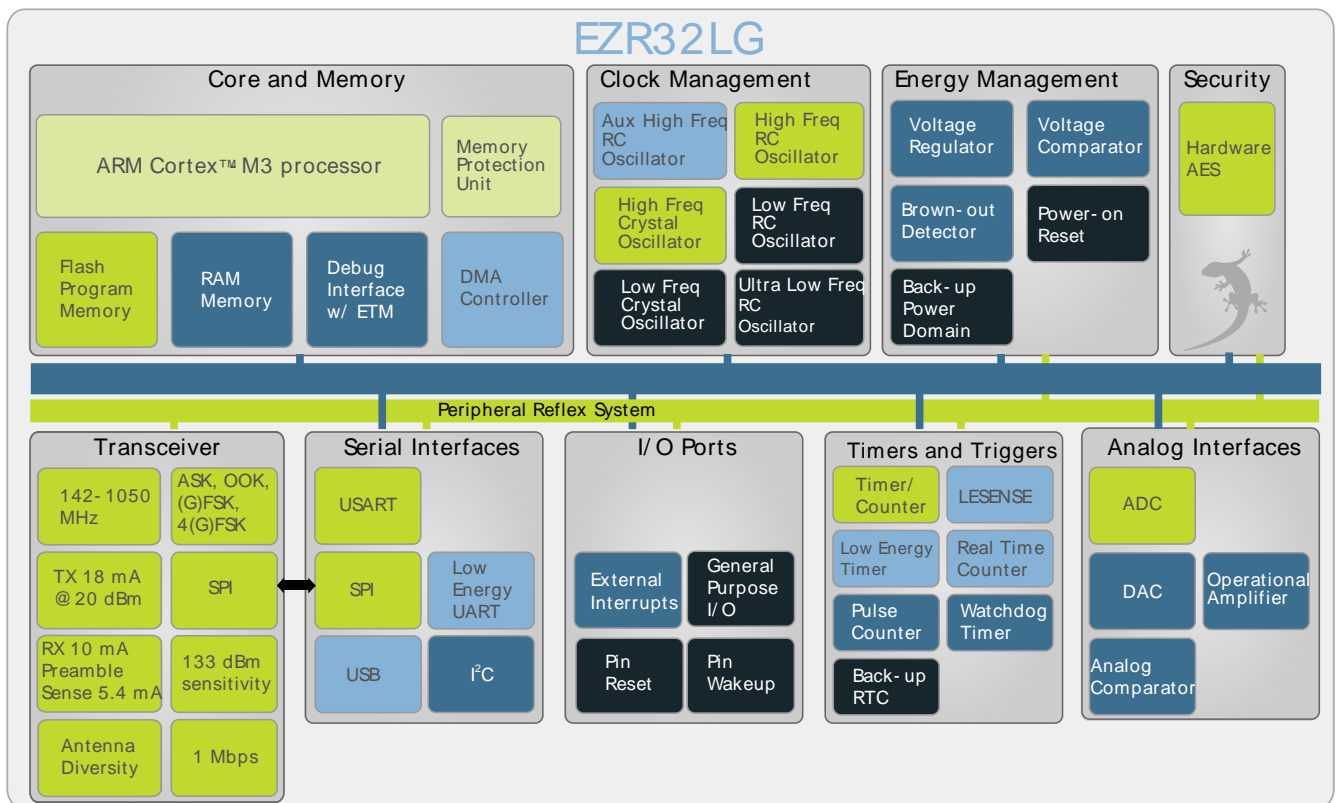 EZR32LG
Core and Memory
ARM Cortex™ M3 processor
Memory
Protection
Unit
Flash
Program
Memory
RAM
Memory
Debug
Interface
w/ ETM
DMA
Controller
Clock Management
Aux High Freq
RC
Oscillator
High Freq
RC
Oscillator
High Freq
Crystal
Oscillator
Low Freq
RC
Oscillator
Low Freq
Crystal
Oscillator
Ultra Low Freq
RC
Oscillator
Energy Management
Voltage
Regulator
Voltage
Comparator
Brown-out
Detector
Power-on
Reset
Back-up
Power
Domain
Security
Hardware
AES
Peripheral Reflex System
Transceiver
142-1050
MHz
ASK, OOK,
(G)FSK,
4(G)FSK
TX 18 mA
@ 20 dBm
SPI
RX 10 mA
Preamble
Sense 5.4 mA
133 dBm
sensitivity
Antenna
Diversity
1 Mbps
Serial Interfaces
USART
SPI
Low
Energy
UART
USB
I²C
I/O Ports
External
Interrupts
General
Purpose
I/O
Pin
Reset
Pin
Wakeup
Timers and Triggers
Timer/
Counter
LESENSE
Low Energy
Timer
Real Time
Counter
Pulse
Counter
Watchdog
Timer
Back-up
RTC
Analog Interfaces
ADC
DAC
Operational
Amplifier
Analog
Comparator